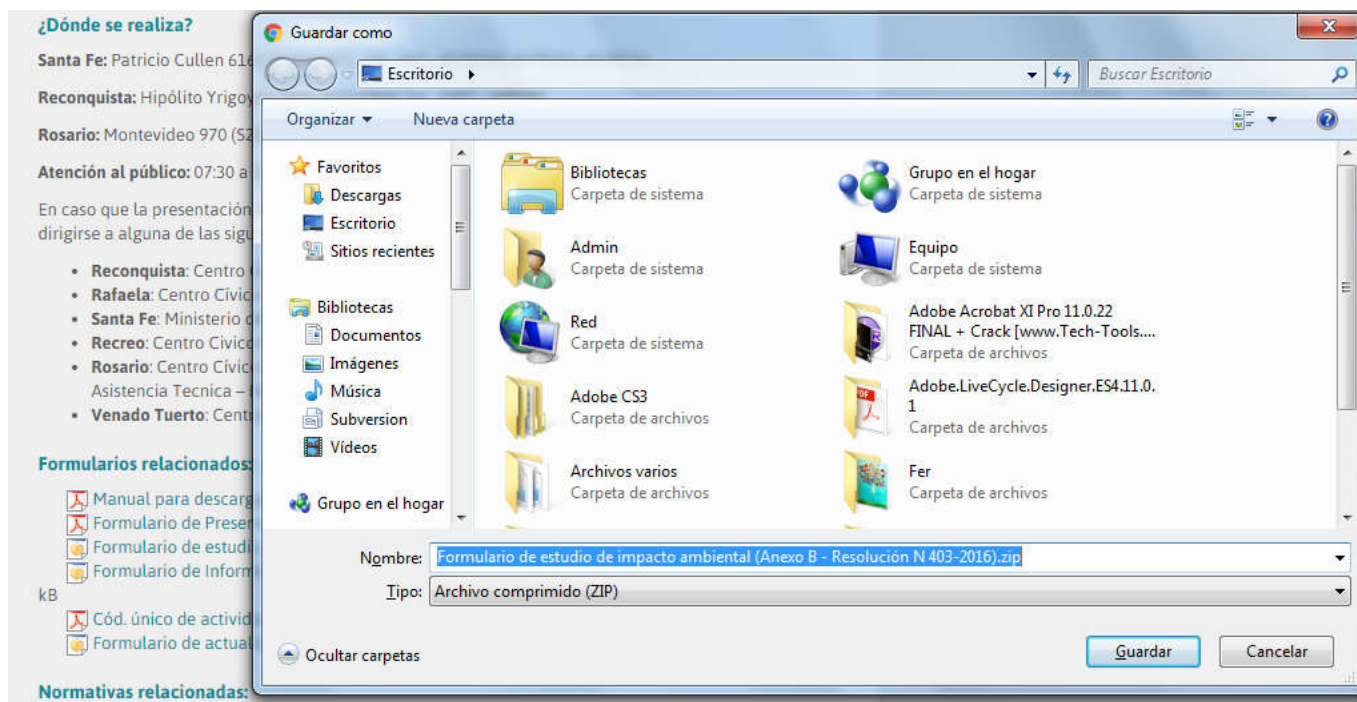 ¿Dónde se realiza?
Santa Fe: Patricio Cullen 616
Reconquista: Hipólito Yrigoy
Rosario: Montevideo 970 (S2
Atención al público: 07:30 a
En caso que la presentación
dirigirse a alguna de las sigu
• Reconquista: Centro
• Rafaela: Centro Cívic
• Santa Fe: Ministerio d
• Recreo: Centro Civico
• Rosario: Centro Cívic
Asistencia Tecnica –
• Venado Tuerto: Cent
Formularios relacionados:
Manual para descarg
Formulario de Presen
Formulario de estudi
Formulario de Inform
kB
Cód. único de activid
Formulario de actual
Normativas relacionadas:
Guardar como
Escritorio
Buscar Escritorio
Organizar
Nueva carpeta
Favoritos
Descargas
Escritorio
Sitios recientes
Bibliotecas
Documentos
Imágenes
Música
Subversion
Vídeos
Grupo en el hogar
Bibliotecas
Carpeta de sistema
Grupo en el hogar
Carpeta de sistema
Admin
Carpeta de sistema
Equipo
Carpeta de sistema
Red
Carpeta de sistema
Adobe Acrobat XI Pro 11.0.22
FINAL + Crack [www.Tech-Tools....
Carpeta de archivos
Adobe CS3
Carpeta de archivos
Adobe.LiveCycle.Designer.ES4.11.0.
1
Carpeta de archivos
Archivos varios
Carpeta de archivos
Fer
Carpeta de archivos
Nombre: Formulario de estudio de impacto ambiental (Anexo B - Resolución N 403-2016).zip
Tipo: Archivo comprimido (ZIP)
Ocultar carpetas
Guardar
Cancelar